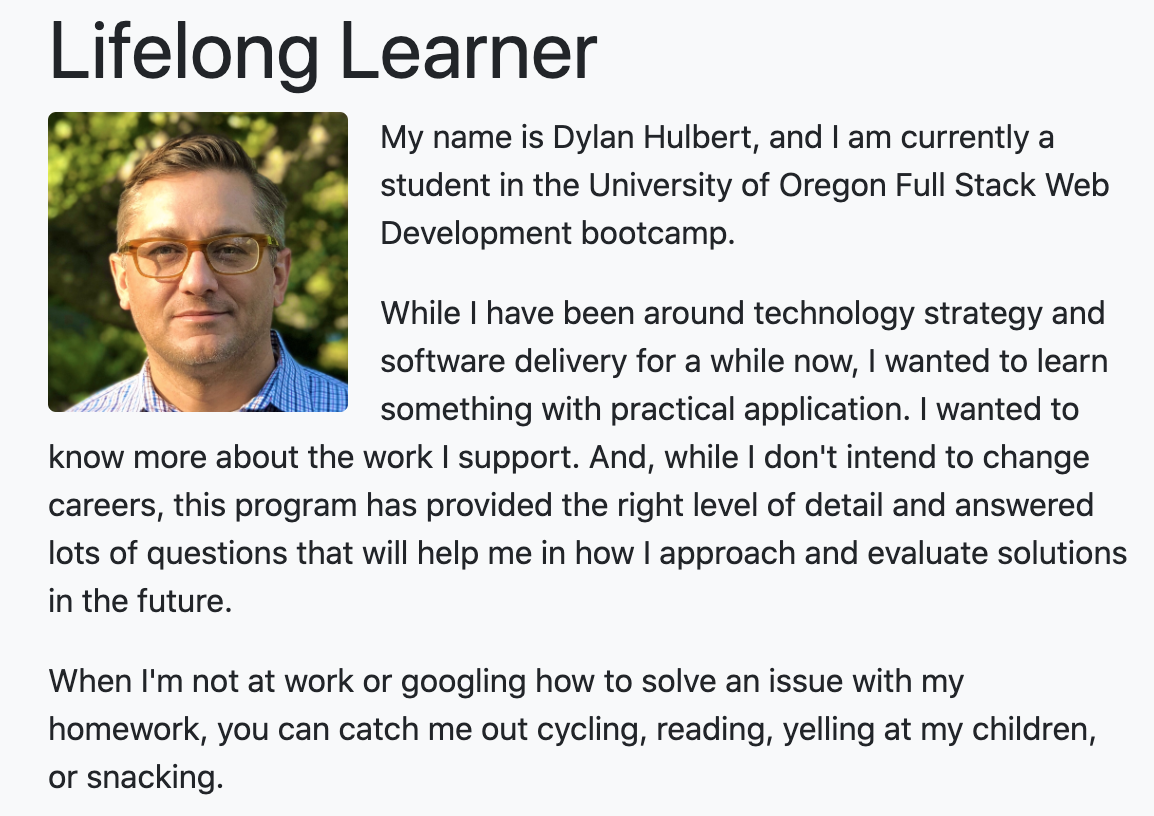 Lifelong Learner
My name is Dylan Hulbert, and I am currently a
student in the University of Oregon Full Stack Web
Development bootcamp.
While I have been around technology strategy and
software delivery for a while now, I wanted to learn
something with practical application. I wanted to
know more about the work I support. And, while I don't intend to change
careers, this program has provided the right level of detail and answered
lots of questions that will help me in how I approach and evaluate solutions
in the future.
When I'm not at work or googling how to solve an issue with my
homework, you can catch me out cycling, reading, yelling at my children,
or snacking.